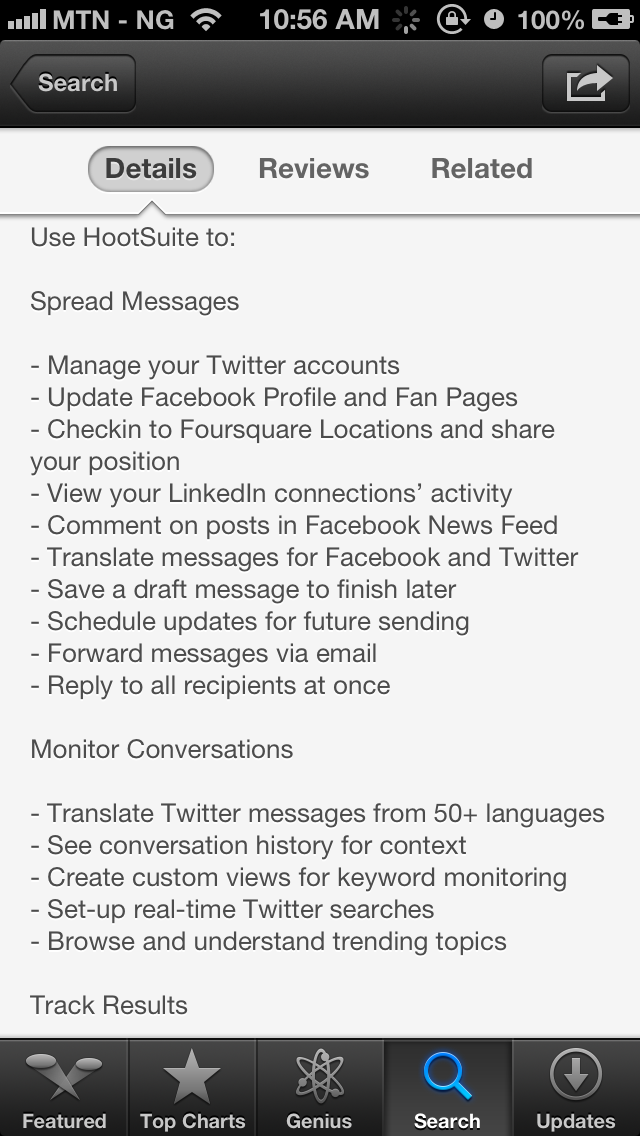 MTN - NG 10:56 AM 100%
Search
Details Reviews Related
Use HootSuite to:
Spread Messages
- Manage your Twitter accounts
- Update Facebook Profile and Fan Pages
- Checkin to Foursquare Locations and share
your position
- View your LinkedIn connections’ activity
- Comment on posts in Facebook News Feed
- Translate messages for Facebook and Twitter
- Save a draft message to finish later
- Schedule updates for future sending
- Forward messages via email
- Reply to all recipients at once
Monitor Conversations
- Translate Twitter messages from 50+ languages
- See conversation history for context
- Create custom views for keyword monitoring
- Set-up real-time Twitter searches
- Browse and understand trending topics
Track Results
Featured Top Charts Genius Search Updates